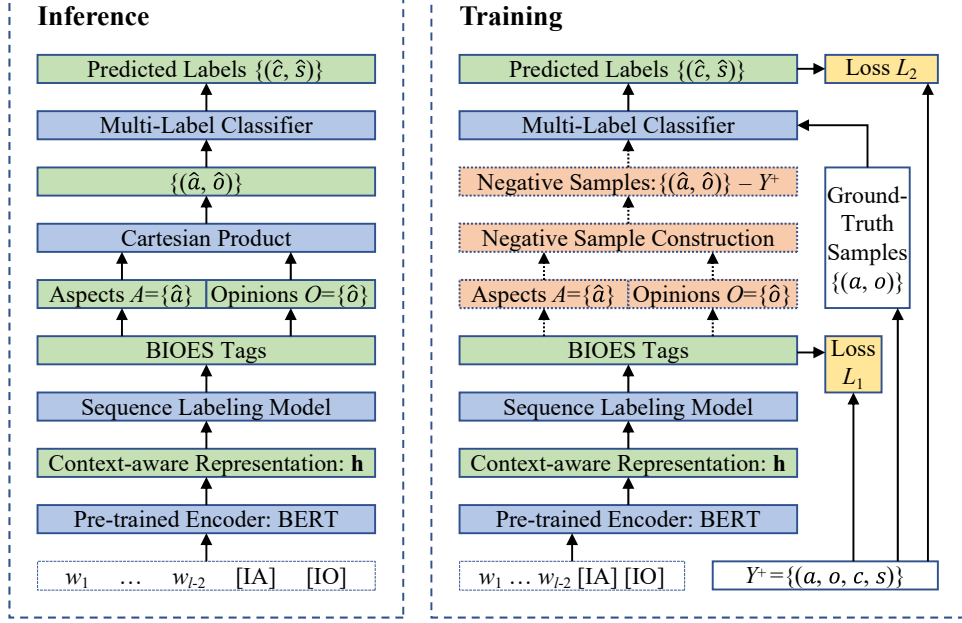 Inference
Predicted Labels {(ĉ, ŝ)}
Multi-Label Classifier
{(â, ô)}
Cartesian Product
Aspects A={â}
Opinions O={ô}
BIOES Tags
Sequence Labeling Model
Context-aware Representation: h
Pre-trained Encoder: BERT
w1 … wl-2 [IA] [IO]
Training
Predicted Labels {(ĉ, ŝ)}
Loss L2
Multi-Label Classifier
Negative Samples:{(â, ô)} – Y+
Negative Sample Construction
Ground-
Truth
Samples
{(a, o)}
Aspects A={â}
Opinions O={ô}
BIOES Tags
Loss
L1
Sequence Labeling Model
Context-aware Representation: h
Pre-trained Encoder: BERT
w1 … wl-2 [IA] [IO]
Y+={(a, o, c, s)}